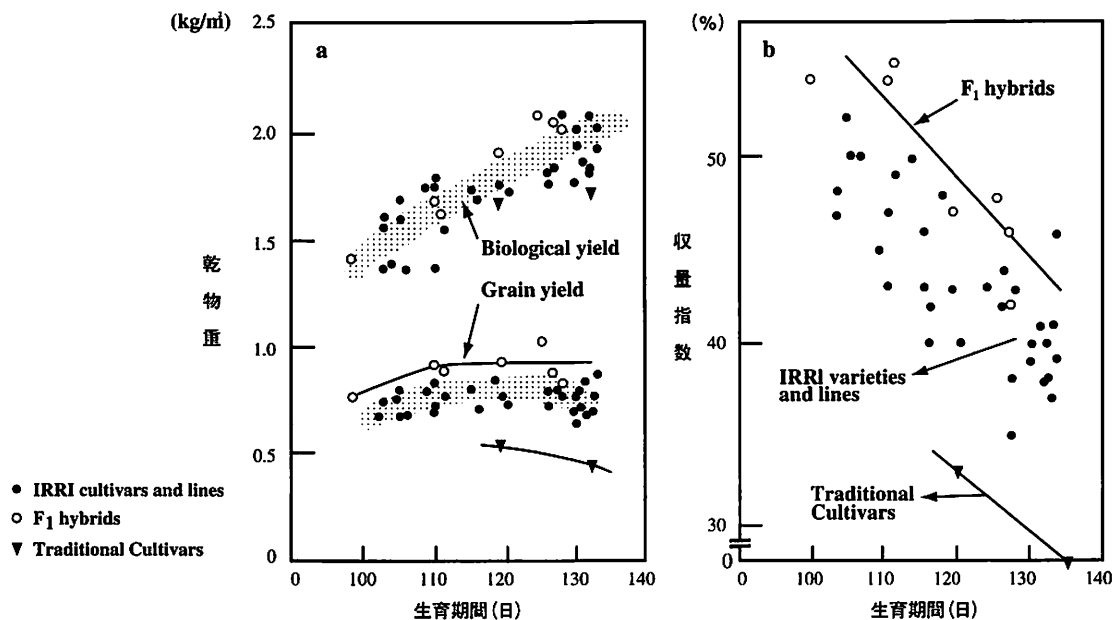 (kg/㎡)
2.5
2.0
1.5
1.0
0.5
0
a
Biological yield
Grain yield
乾物重
0 100 110 120 130 140
生育期間(日)
● IRRI cultivars and lines
○ F₁ hybrids
▼ Traditional Cultivars
(%)
50
40
30
0
b
F₁ hybrids
IRRI varieties
and lines
Traditional
Cultivars
収量指数
0 100 110 120 130 140
生育期間(日)